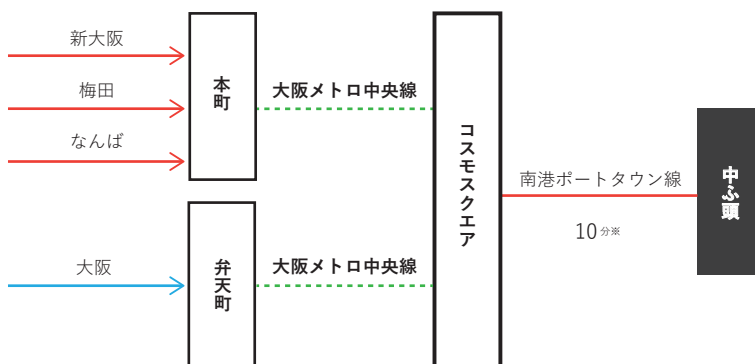 新大阪
梅田
なんば
本町
大阪メトロ中央線
大阪
弁天町
大阪メトロ中央線
コスモスクエア
南港ポートタウン線
10分※
中ふ頭